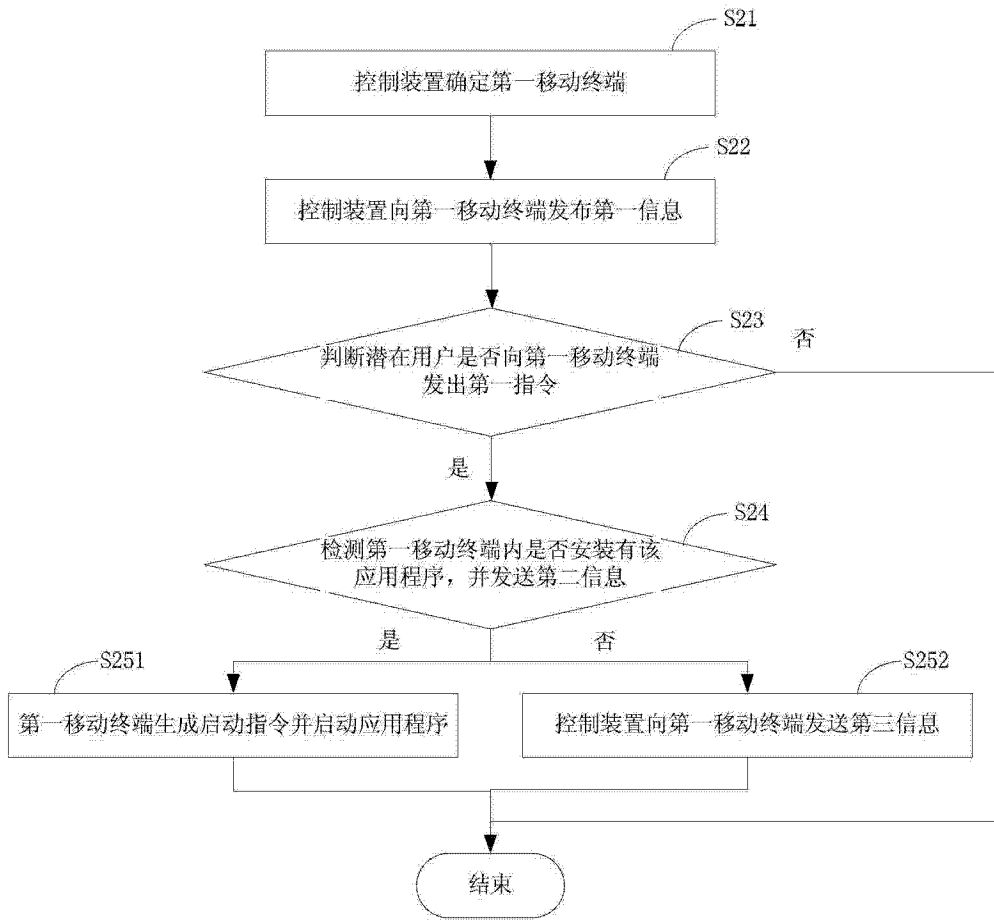 S21
控制装置确定第一移动终端
S22
控制装置向第一移动终端发布第一信息
S23
否
判断潜在用户是否向第一移动终端
发出第一指令
是
S24
检测第一移动终端内是否安装有该
应用程序，并发送第二信息
是
否
S251
S252
第一移动终端生成启动指令并启动应用程序
控制装置向第一移动终端发送第三信息
结束